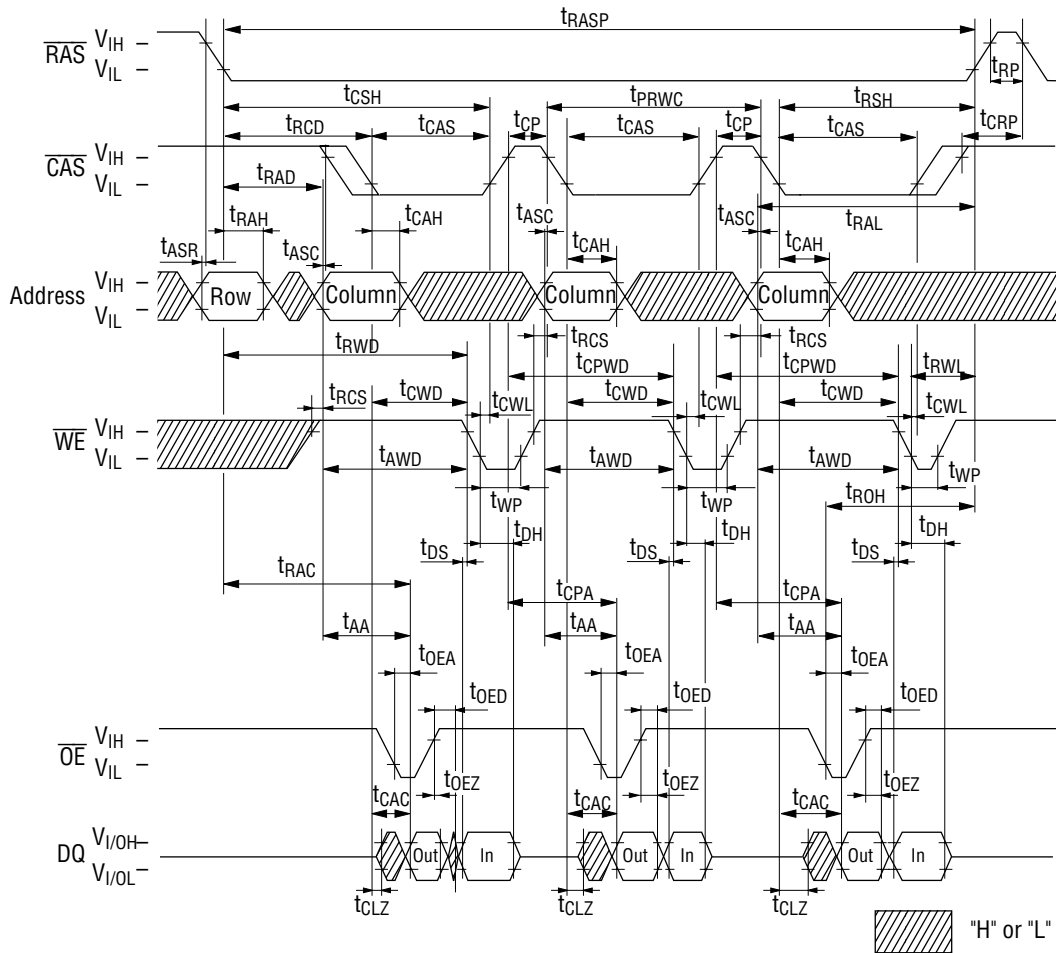 tRASP
RAS VIH
VIL
tRP
tCSH tPRWC tRSH
tRCD tCAS tCP tCAS tCP tCAS tCRP
CAS VIH
VIL
tRAD tRAL
tRAH tCAH tASC tASC
tASR tASC tCAH tCAH
Address VIH
VIL
Row Column Column Column
tRCS tRCS
tRWD tCPWD tCPWD tRWL
tRCS tCWD tCWL tCWD tCWL tCWD tCWL
WE VIH
VIL
tAWD tAWD tAWD
tWP tWP tWP
tROH
tDH tDH tDH
tDS tDS tDS
tRAC tCPA tCPA
tAA tAA tAA
tOEA tOEA tOEA
tOED tOED tOED
OE VIH
VIL
tOEZ tOEZ tOEZ
tCAC tCAC tCAC
DQ VI/OH
VI/OL
Out In Out In Out In
tCLZ tCLZ tCLZ
"H" or "L"